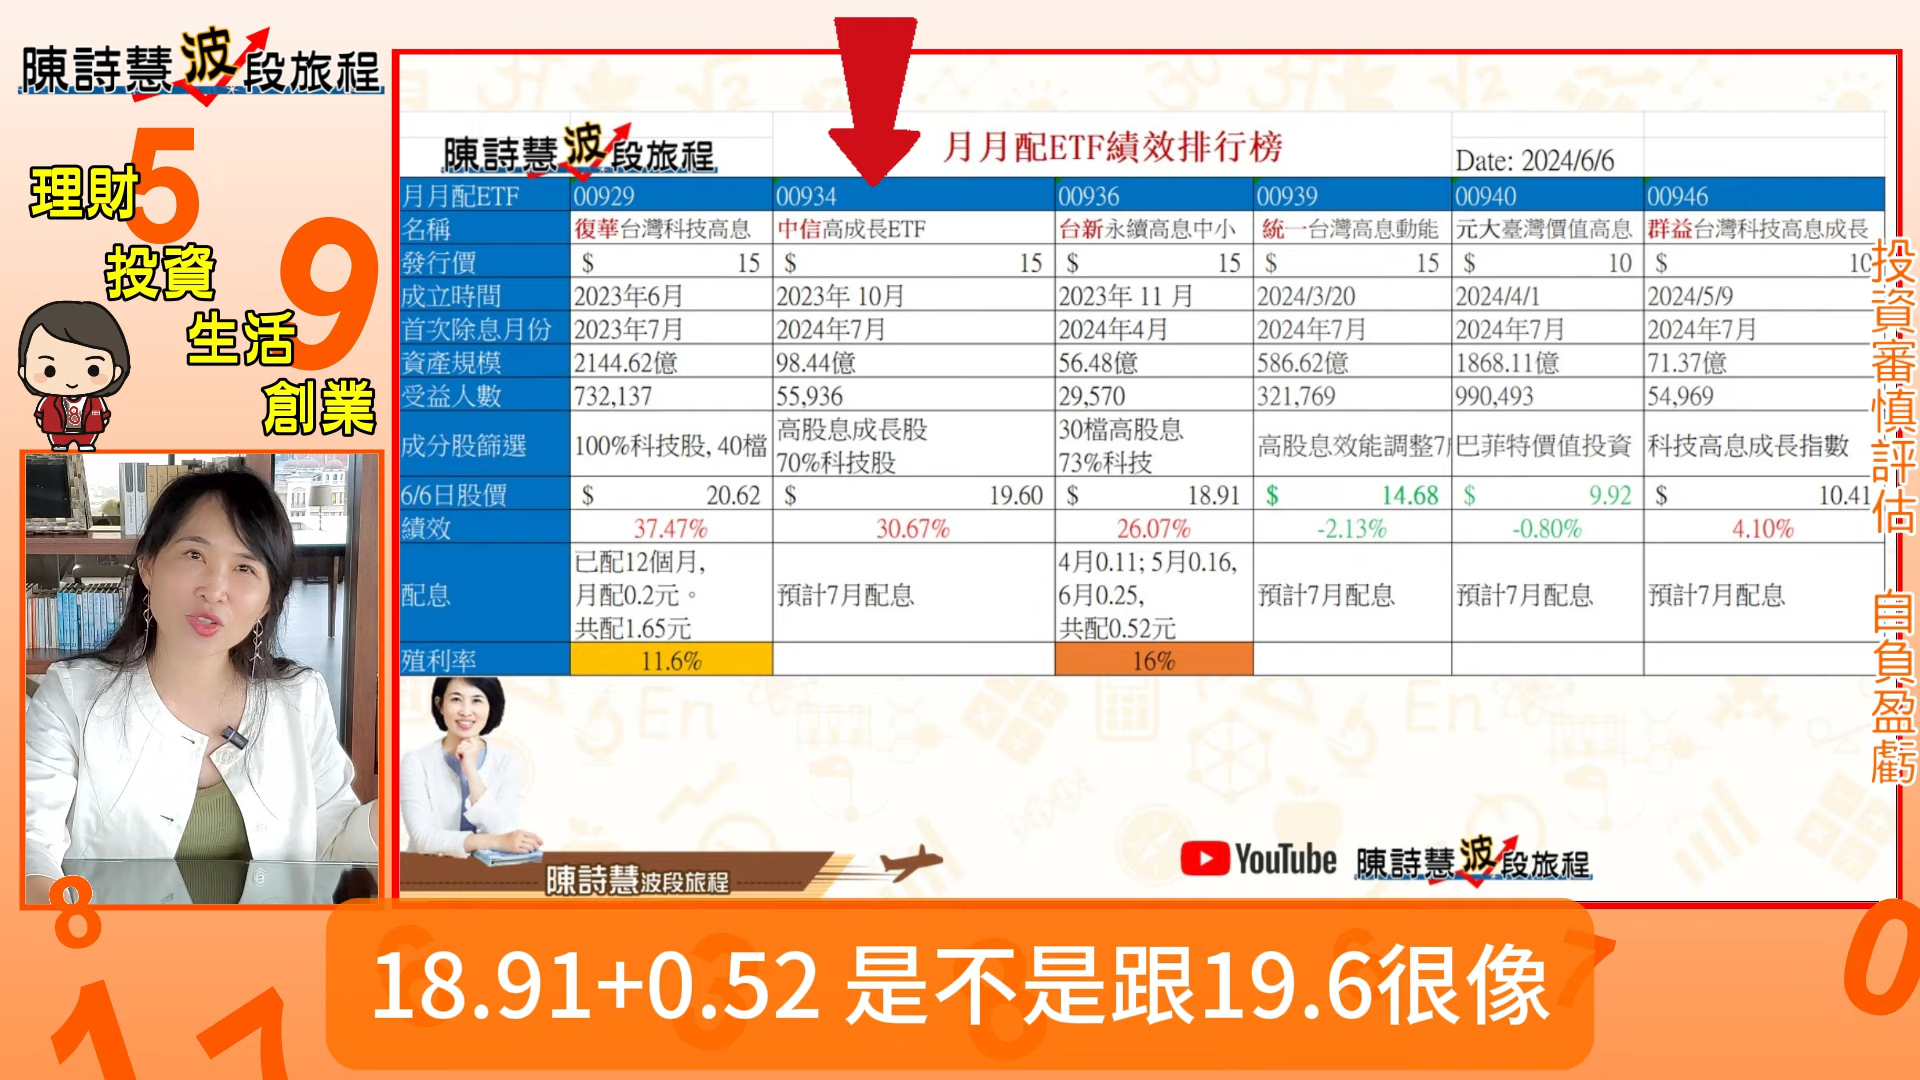 陳詩慧波段旅程
理財
5
投資
9
生活
創業
陳詩慧波段旅程
月月配ETF績效排行榜
Date: 2024/6/6
月月配ETF 00929 00934 00936 00939 00940 00946
名稱 復華台灣科技高息 中信高成長ETF 台新永續高息中小 統一台灣高息動能 元大臺灣價值高息 群益台灣科技高息成長
發行價 $ 15 $ 15 $ 15 $ 15 $ 10 $ 10
成立時間 2023年6月 2023年 10月 2023年 11 月 2024/3/20 2024/4/1 2024/5/9
首次除息月份 2023年7月 2024年7月 2024年4月 2024年7月 2024年7月 2024年7月
資產規模 2144.62億 98.44億 56.48億 586.62億 1868.11億 71.37億
受益人數 732,137 55,936 29,570 321,769 990,493 54,969
成分股篩選 100%科技股, 40檔 高股息成長股 70%科技股 30檔高股息 73%科技 高股息效能調整7 巴菲特價值投資 科技高息成長指數
6/6日股價 $ 20.62 $ 19.60 $ 18.91 $ 14.68 $ 9.92 $ 10.41
績效 37.47% 30.67% 26.07% -2.13% -0.80% 4.10%
配息 已配12個月, 月配0.2元。 共配1.65元 預計7月配息 4月0.11; 5月0.16, 6月0.25, 共配0.52元 預計7月配息 預計7月配息 預計7月配息
殖利率 11.6% 16%
投資審慎評估 自負盈虧
陳詩慧波段旅程
YouTube 陳詩慧波段旅程
8
17
7
0
18.91+0.52 是不是跟19.6很像